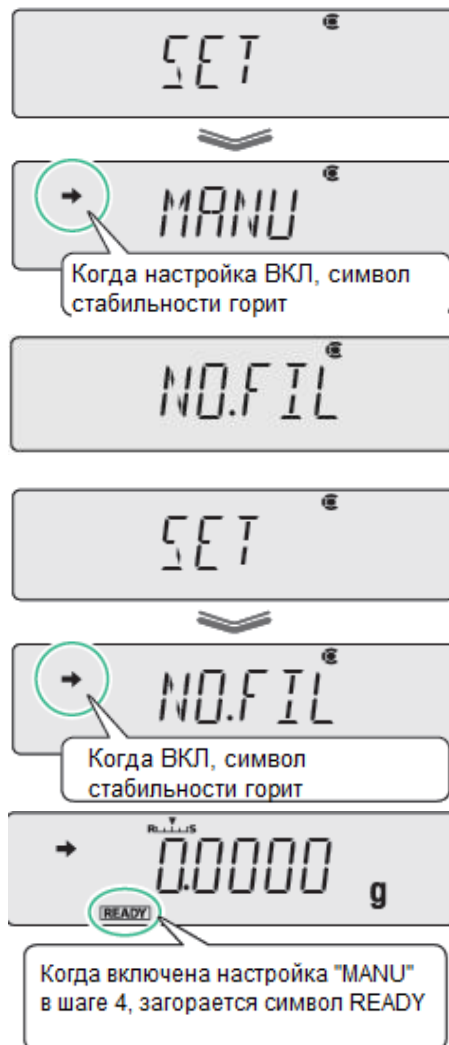 SET
MANU
Когда настройка ВКЛ, символ
стабильности горит
NO.FIL
SET
NO.FIL
Когда ВКЛ, символ
стабильности горит
R S
0.0000 g
READY
Когда включена настройка "MANU"
в шаге 4, загорается символ READY